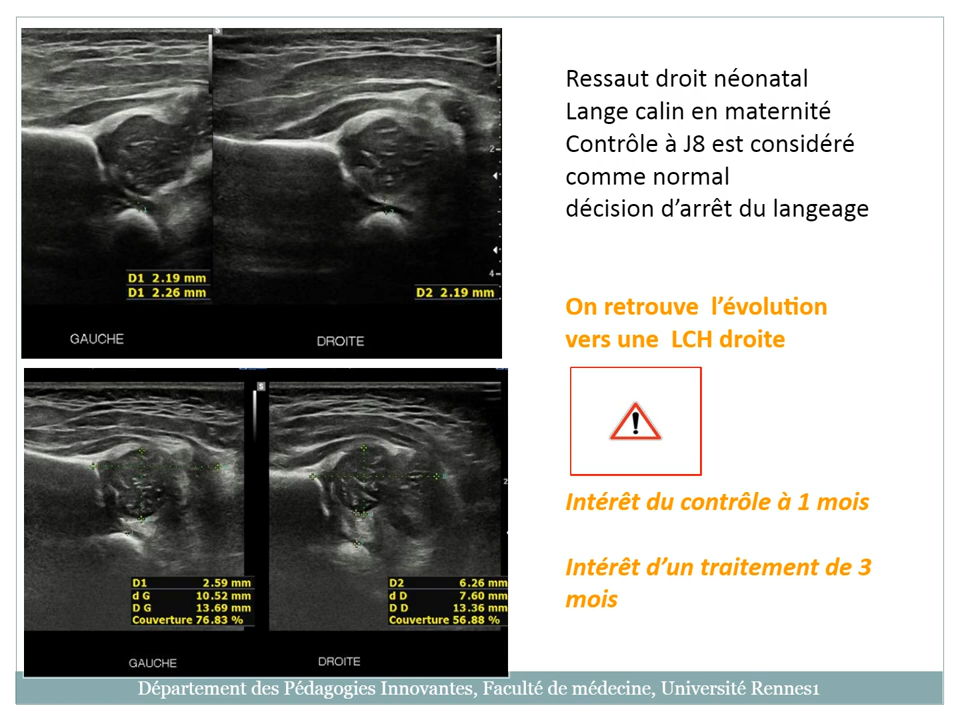 S
2
4
D1 2.19 mm
D1 2.26 mm
D2 2.19 mm
GAUCHE
DROITE
Ressaut droit néonatal
Lange calin en maternité
Contrôle à J8 est considéré
comme normal
décision d’arrêt du langeage
On retrouve l’évolution
vers une LCH droite
!
S
2
D1 2.59 mm
d G 10.52 mm
D G 13.69 mm
Couverture 76.83 %
D2 6.26 mm
d D 7.60 mm
D D 13.36 mm
Couverture 56.88 %
GAUCHE
DROITE
Intérêt du contrôle à 1 mois
Intérêt d’un traitement de 3
mois
Département des Pédagogies Innovantes, Faculté de médecine, Université Rennes1